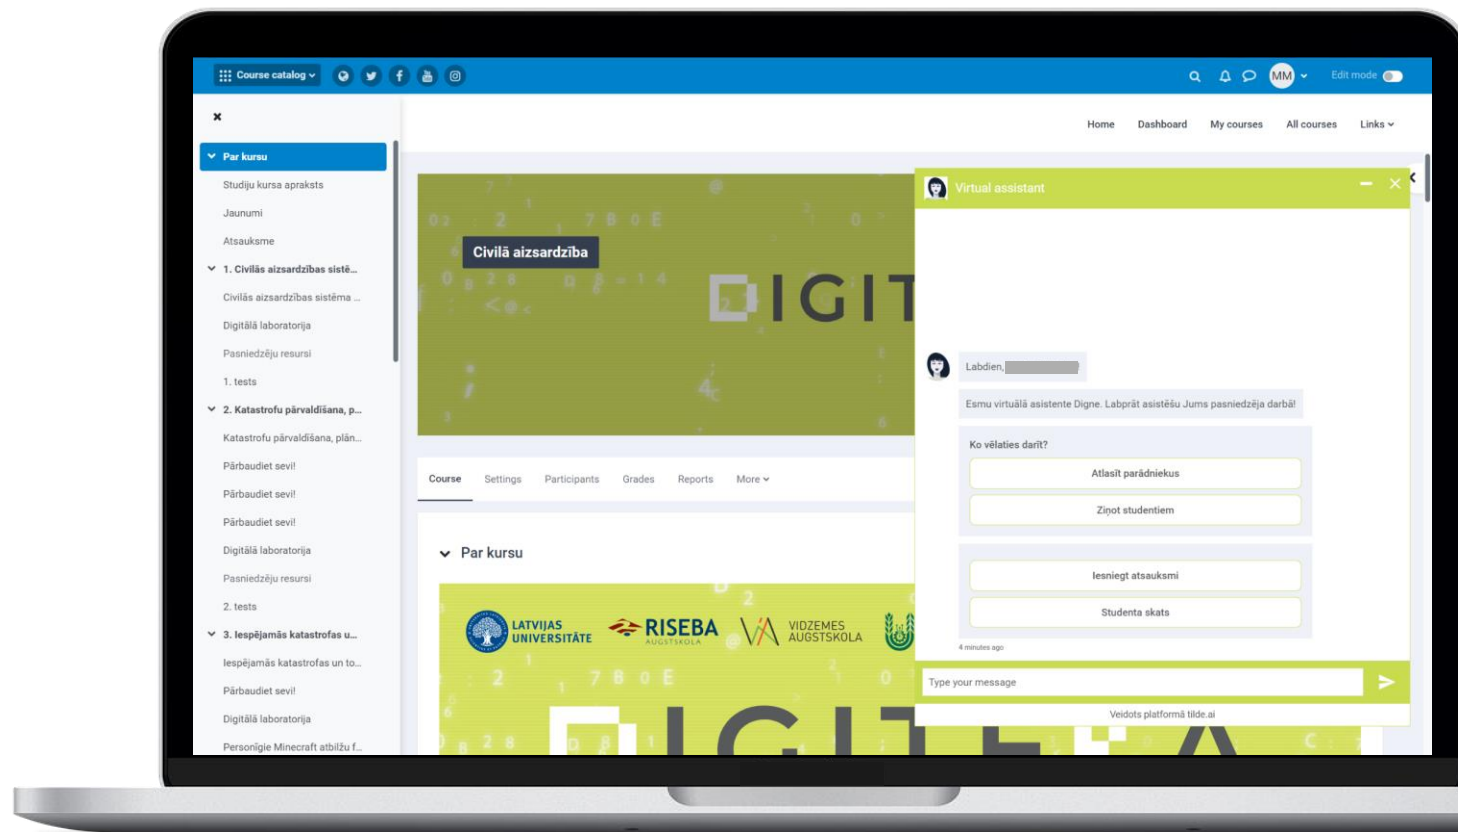 Course catalog
MM
Edit mode
Home Dashboard My courses All courses Links
Par kursu
Studiju kursa apraksts
Jaunumi
Atsauksme
1. Civilās aizsardzības sistē...
Civilās aizsardzības sistēma ...
Digitālā laboratorija
Pasniedzēju resursi
1. tests
2. Katastrofu pārvaldīšana, p...
Katastrofu pārvaldīšana, plān...
Pārbaudiet sevi!
Pārbaudiet sevi!
Pārbaudiet sevi!
Digitālā laboratorija
Pasniedzēju resursi
2. tests
3. Iespējamās katastrofas u...
Iespējamās katastrofas un to...
Pārbaudiet sevi!
Digitālā laboratorija
Personīgie Minecraft atbilžu f...
Civilā aizsardzība
DIGIT
Course Settings Participants Grades Reports More
Par kursu
LATVIJAS
UNIVERSITĀTE
RISEBA
AUGSTSKOLA
VIDZEMES
AUGSTSKOLA
Virtual assistant
Labdien,
Esmu virtuālā asistente Digne. Labprāt asistēšu Jums pasniedzēja darbā!
Ko vēlaties darīt?
Atlasīt parādniekus
Ziņot studentiem
Iesniegt atsauksmi
Studenta skats
4 minutes ago
Type your message
Veidots platformā tilde.ai